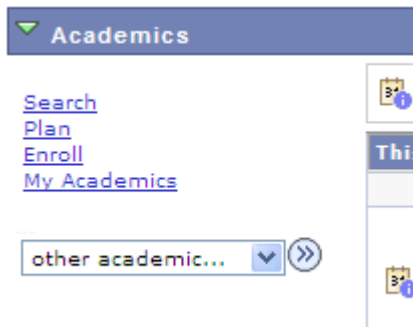 Academics
Search
Plan
Enroll
My Academics
Thi
other academic...